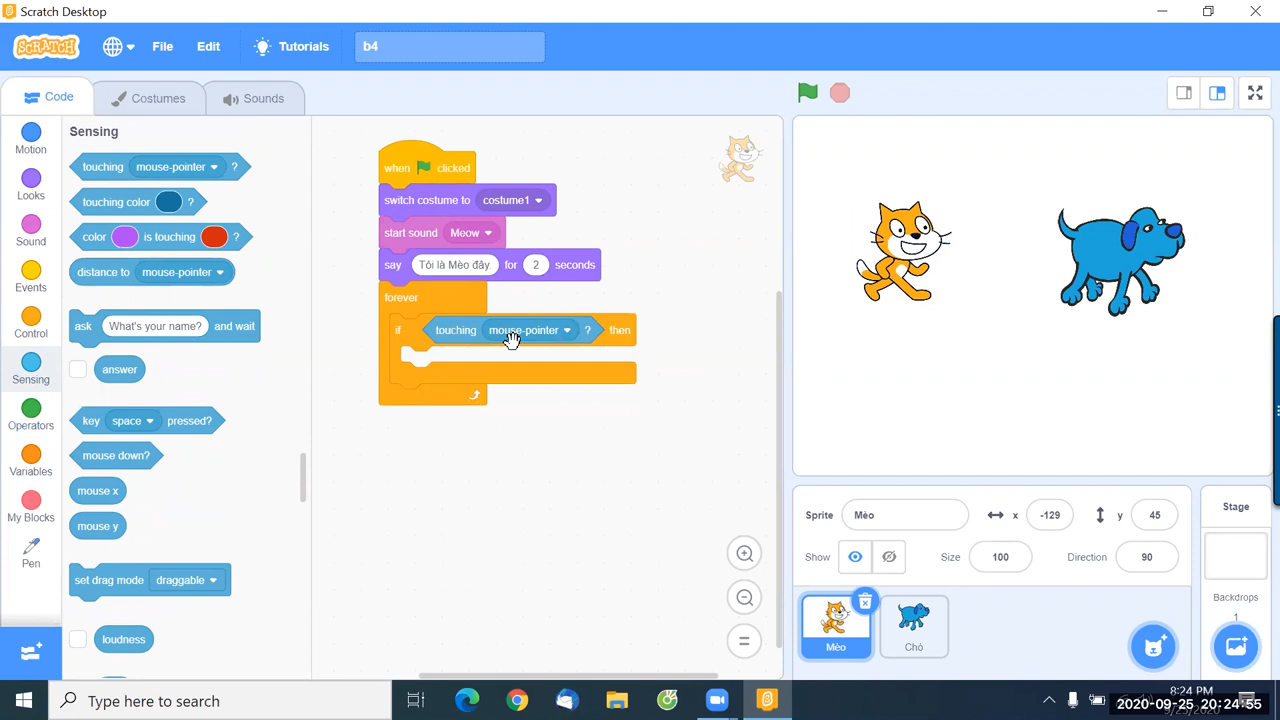 Scratch Desktop
SCRATCH
File
Edit
Tutorials
b4
Code
Costumes
Sounds
Motion
Looks
Sound
Events
Control
Sensing
Operators
Variables
My Blocks
Pen
Sensing
touching mouse-pointer ?
touching color ?
color is touching ?
distance to mouse-pointer
ask What's your name? and wait
answer
key space pressed?
mouse down?
mouse x
mouse y
set drag mode draggable
loudness
when clicked
switch costume to costume1
start sound Meow
say Tôi là Mèo đây for 2 seconds
forever
if touching mouse-pointer ? then
Sprite Mèo x -129 y 45
Show Size 100 Direction 90
Mèo
Chó
Stage
Backdrops
1
Type here to search
8:24 PM
2020-09-25 20:24:55